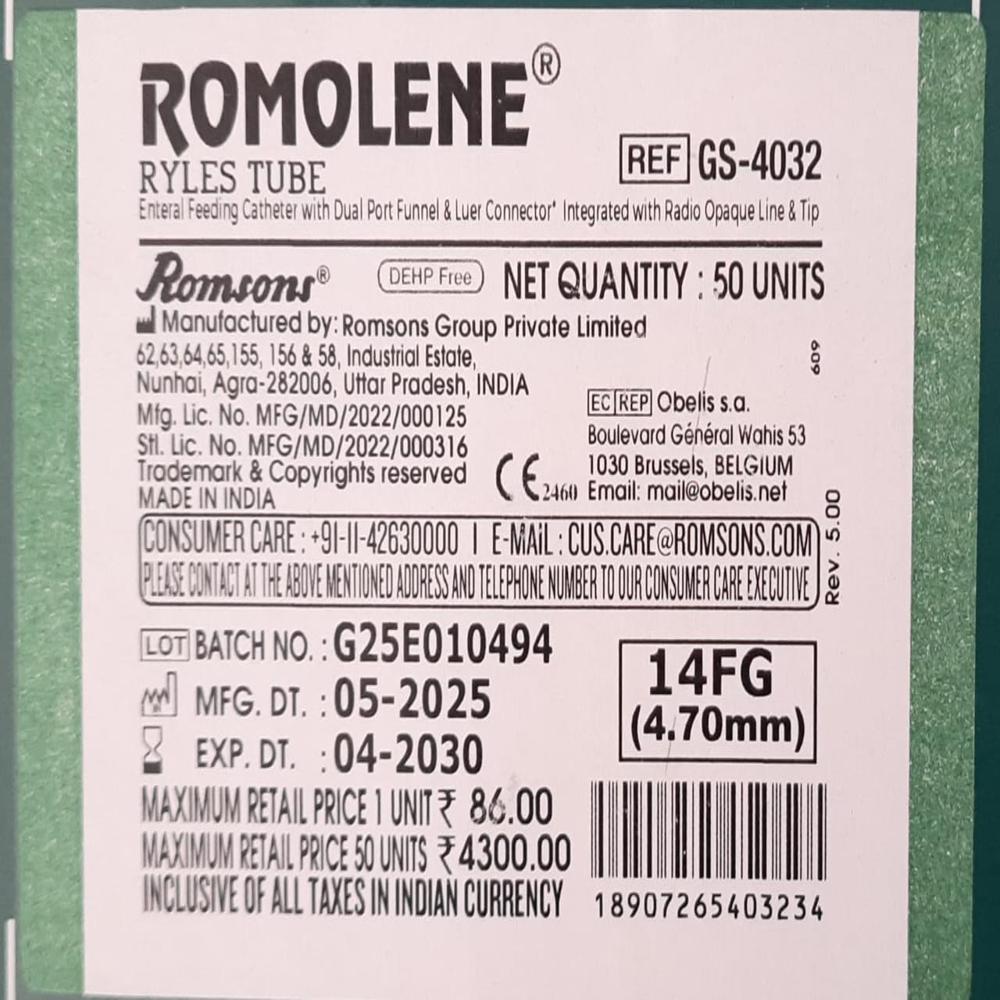 ROMOLENE®
RYLES TUBE
REF GS-4032
Enteral Feeding Catheter with Dual Port Funnel & Luer Connector* Integrated with Radio Opaque Line & Tip
Romsons® DEHP Free NET QUANTITY : 50 UNITS
Manufactured by: Romsons Group Private Limited
62,63,64,65,155, 156 & 58, Industrial Estate,
Nunhai, Agra-282006, Uttar Pradesh, INDIA
Mfg. Lic. No. MFG/MD/2022/000125
Stl. Lic. No. MFG/MD/2022/000316
Trademark & Copyrights reserved
MADE IN INDIA
609
EC REP Obelis s.a.
Boulevard Général Wahis 53
1030 Brussels, BELGIUM
Email: mail@obelis.net
CE 2460
CONSUMER CARE : +91-11-42630000 | E-MAiL : CUS.CARE@ROMSONS.COM
PLEASE CONTACT AT THE ABOVE MENTIONED ADDRESS AND TELEPHONE NUMBER TO OUR CONSUMER CARE EXECUTIVE
Rev. 5.00
LOT BATCH NO. : G25E010494
MFG. DT. : 05-2025
EXP. DT. : 04-2030
14FG
(4.70mm)
MAXIMUM RETAIL PRICE 1 UNIT ₹ 86.00
MAXIMUM RETAIL PRICE 50 UNITS ₹4300.00
INCLUSIVE OF ALL TAXES IN INDIAN CURRENCY
18907265403234